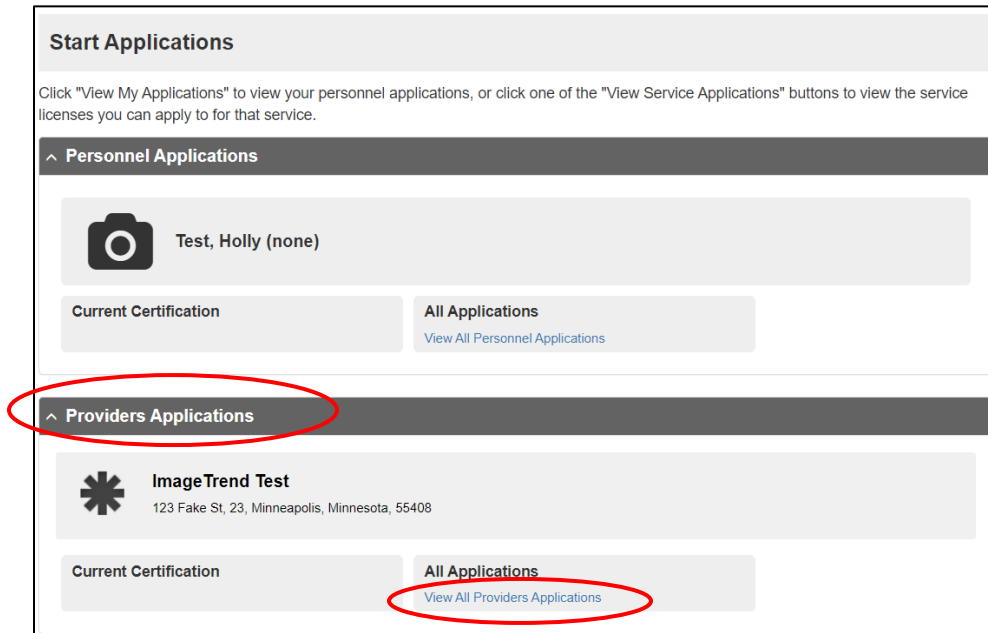 Start Applications
Click "View My Applications" to view your personnel applications, or click one of the "View Service Applications" buttons to view the service
licenses you can apply to for that service.
Personnel Applications
Test, Holly (none)
Current Certification
All Applications
View All Personnel Applications
Providers Applications
ImageTrend Test
123 Fake St, 23, Minneapolis, Minnesota, 55408
Current Certification
All Applications
View All Providers Applications